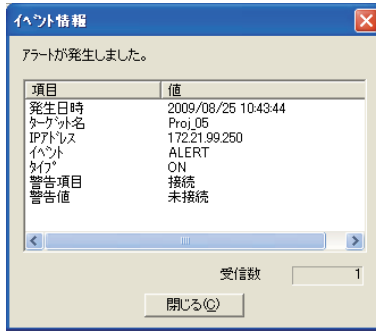 イベント情報
アラートが発生しました。
項目 値
発生日時 2009/08/25 10:43:44
ターゲット名 Proj_05
IPアドレス 172.21.99.250
イベント ALERT
タイプ ON
警告項目 接続
警告値 未接続
受信数 1
閉じる(C)